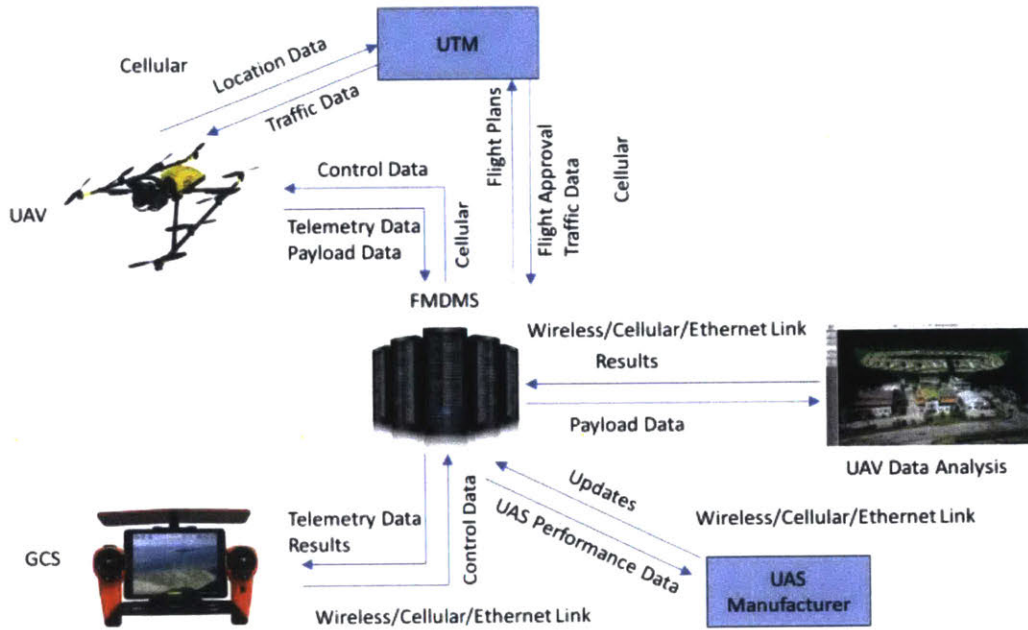 UTM
Cellular
Location Data
Traffic Data
Flight Plans
Flight Approval
Traffic Data
Cellular
UAV
Control Data
Telemetry Data
Payload Data
Cellular
FMDMS
Wireless/Cellular/Ethernet Link
Results
Payload Data
UAV Data Analysis
Updates
UAS Performance Data
Wireless/Cellular/Ethernet Link
GCS
Telemetry Data
Results
Control Data
Wireless/Cellular/Ethernet Link
UAS
Manufacturer